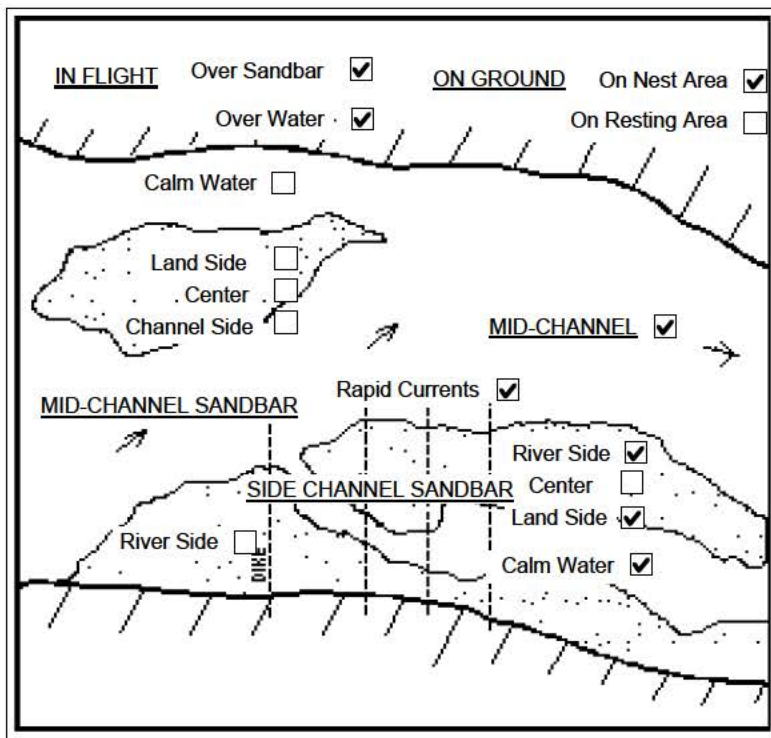 IN FLIGHT Over Sandbar ON GROUND On Nest Area
Over Water On Resting Area
Calm Water
Land Side
Center
Channel Side
MID-CHANNEL
Rapid Currents
MID-CHANNEL SANDBAR
River Side
SIDE CHANNEL SANDBAR
Center
Land Side
River Side
DIKE
Calm Water